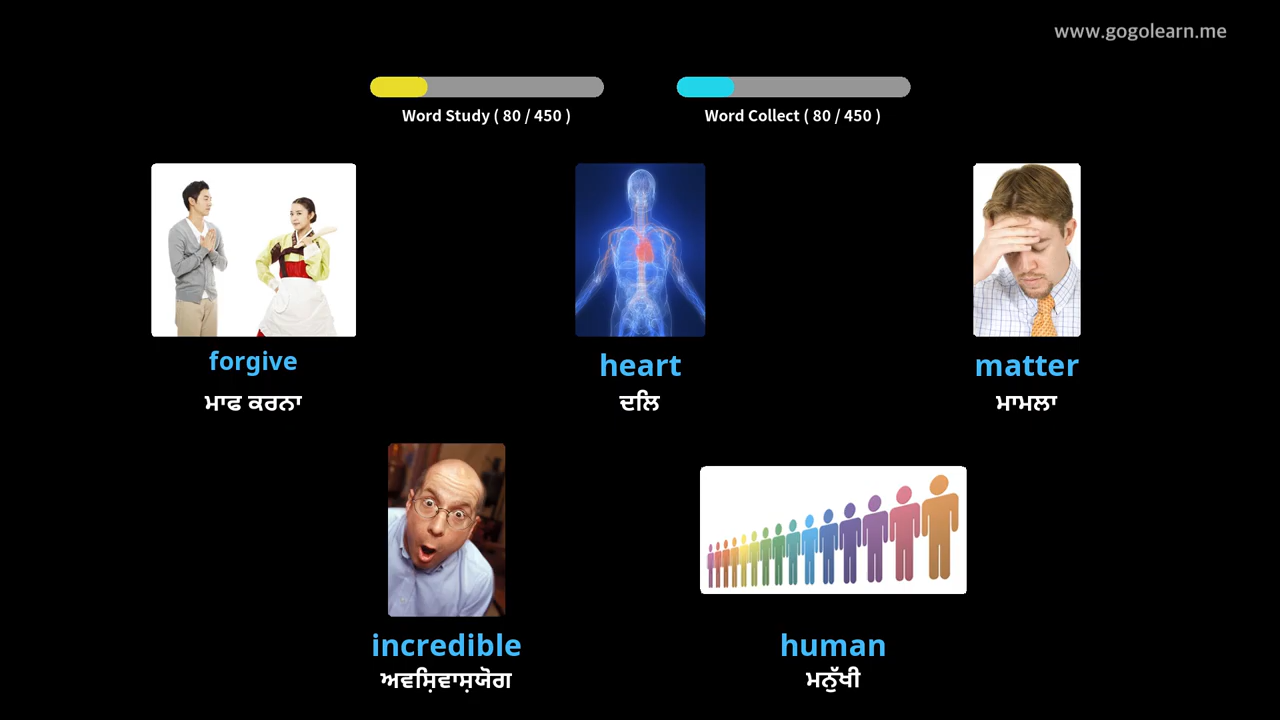 www.gogolearn.me
Word Study ( 80 / 450 )
Word Collect ( 80 / 450 )
forgive
ਮਾਫ ਕਰਨਾ
heart
ਦਲਿ
matter
ਮਾਮਲਾ
incredible
ਅਵਸ਼ਿਵਾਸ਼ਯੋਗ
human
ਮਨੁੱਖੀ